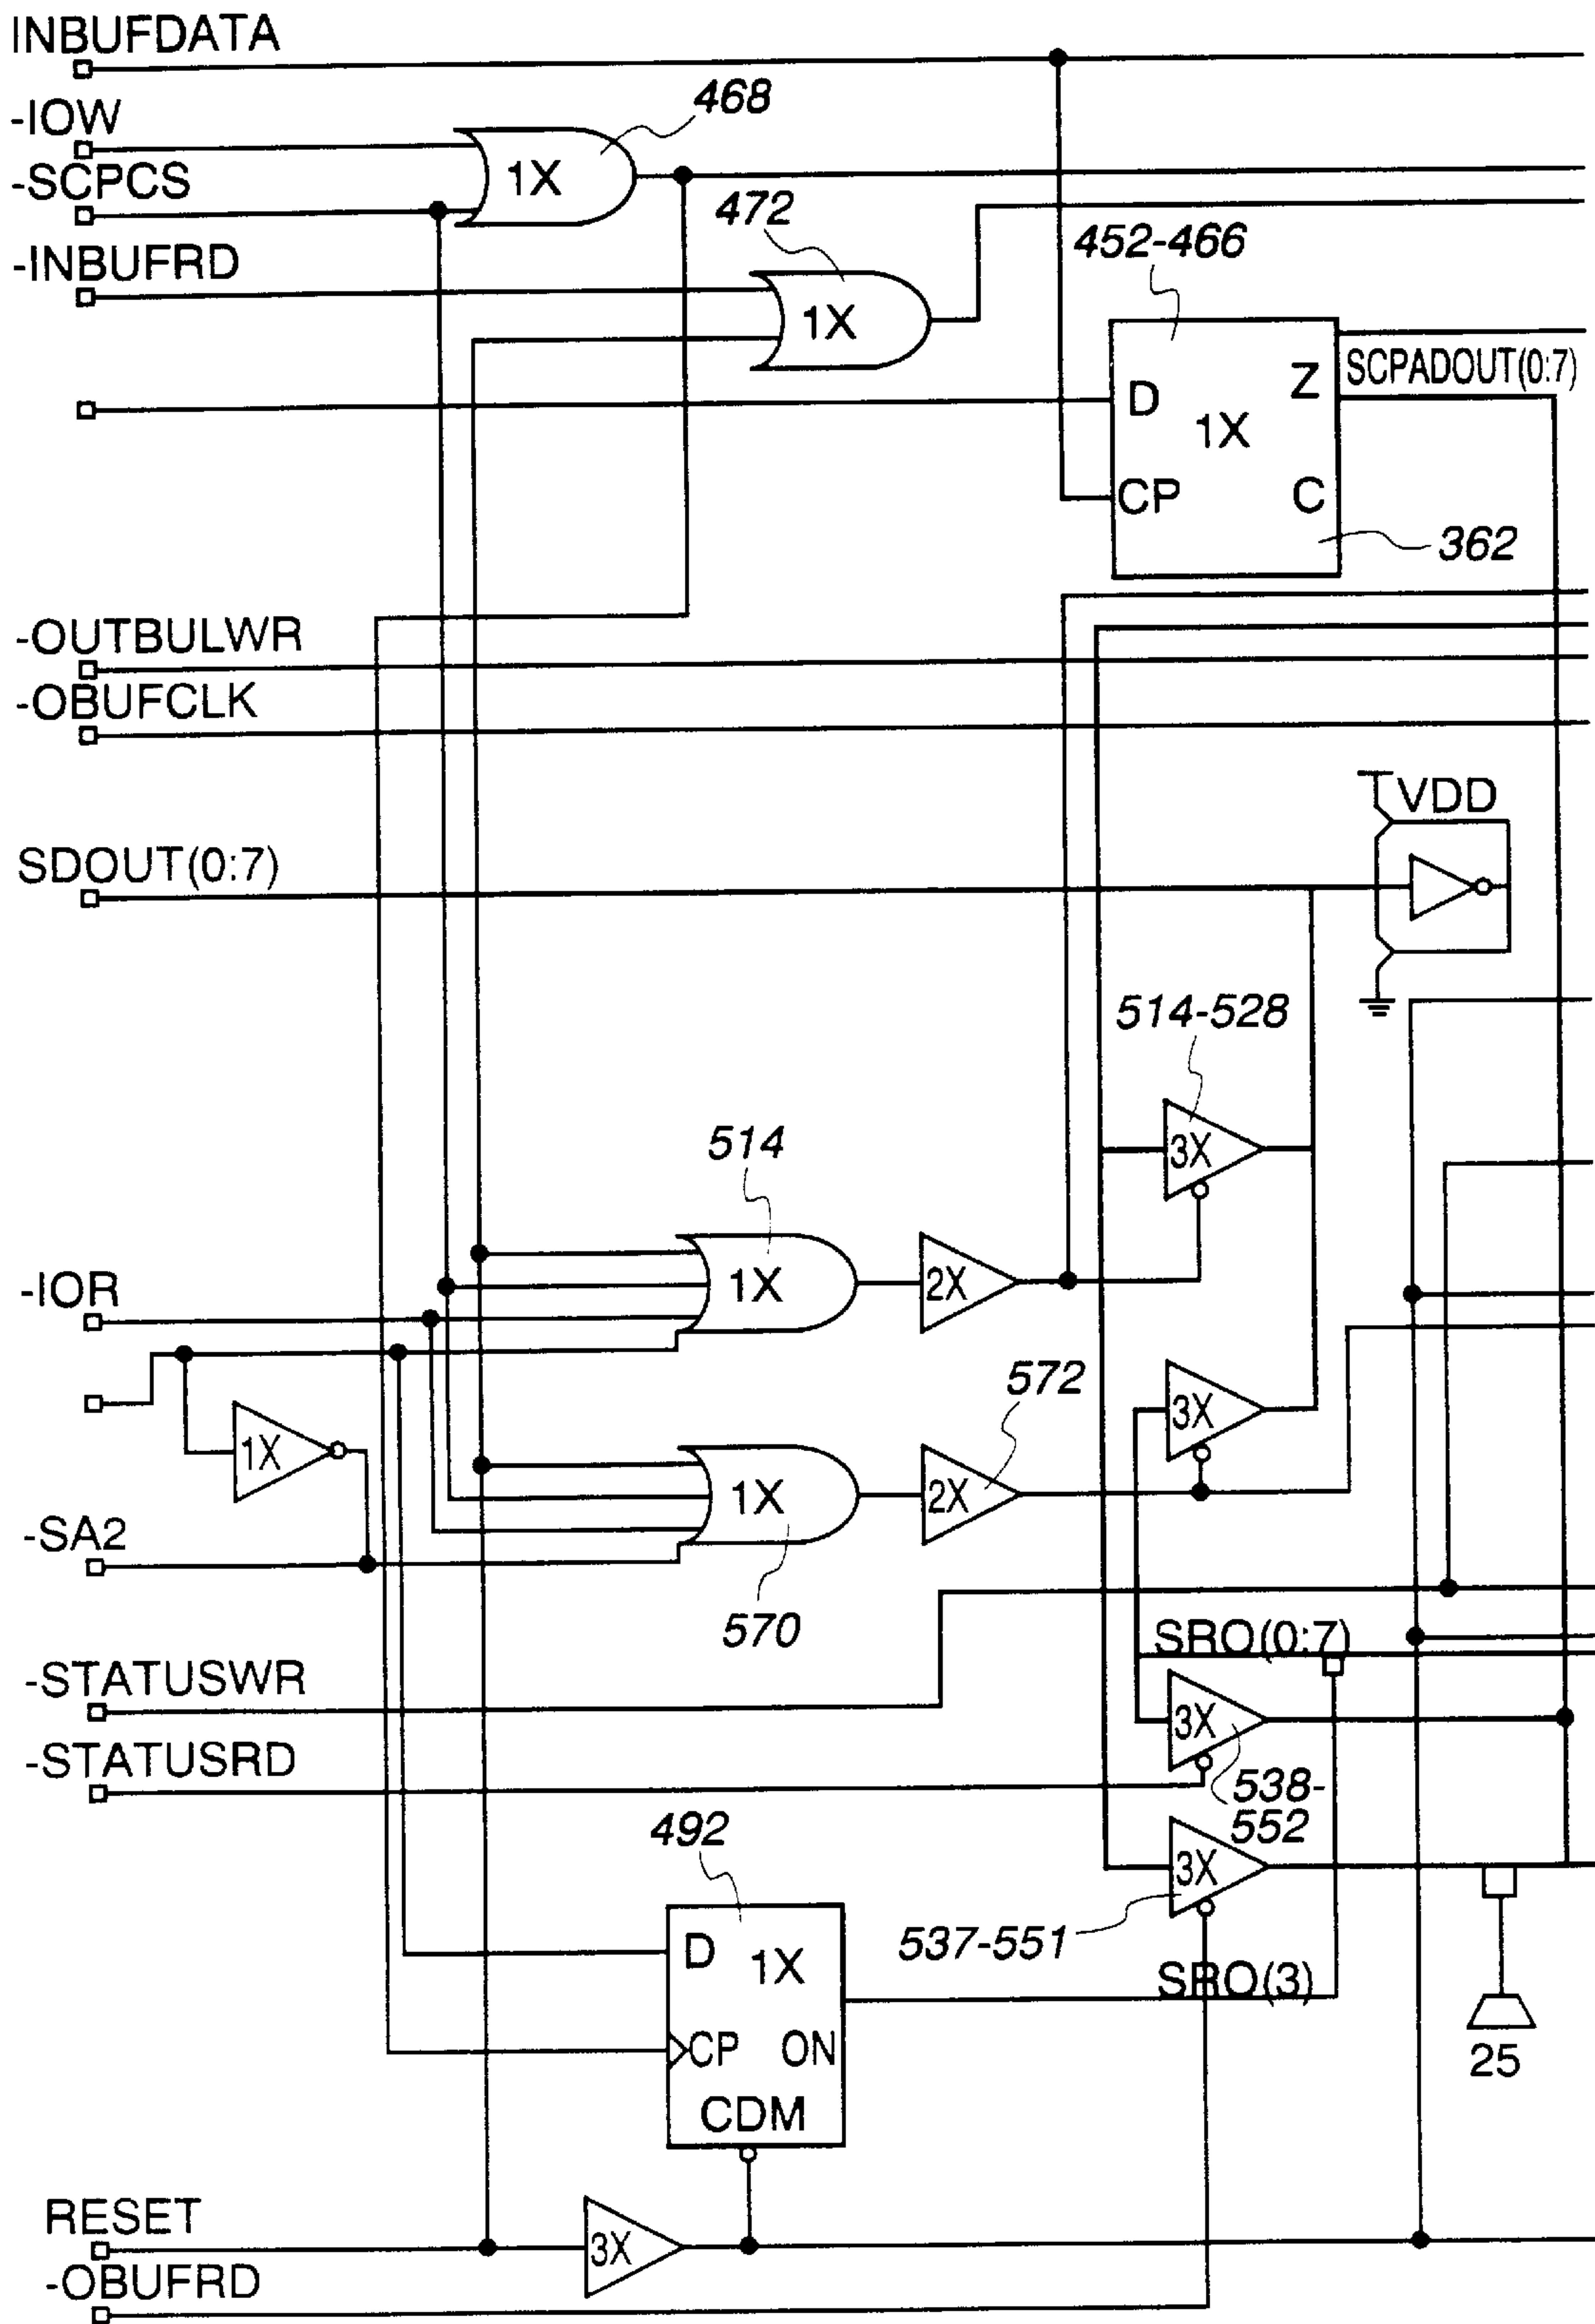 INBUFDATA
-IOW
468
1X
-SCPCS
472
-INBUFRD
1X
452-466
SCPADOUT(0:7)
D
Z
1X
CP
C
362
-OUTBULWR
-OBUFCLK
VDD
SDOUT(0:7)
514-528
3X
514
1X
2X
-IOR
572
3X
1X
1X
2X
-SA2
570
SRO(0:7)
-STATUSWR
3X
-STATUSRD
538-
552
492
3X
537-551
D
1X
SRO(3)
CP
ON
25
CDM
RESET
3X
-OBUFRD